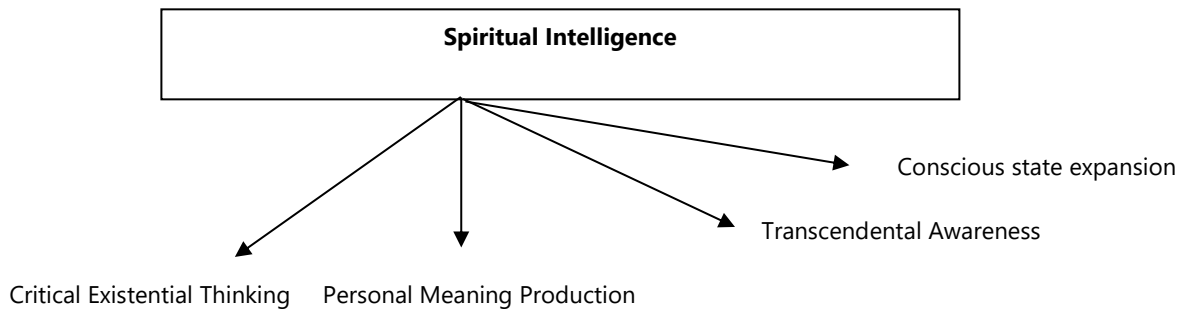 Spiritual Intelligence
Conscious state expansion
Transcendental Awareness
Critical Existential Thinking
Personal Meaning Production